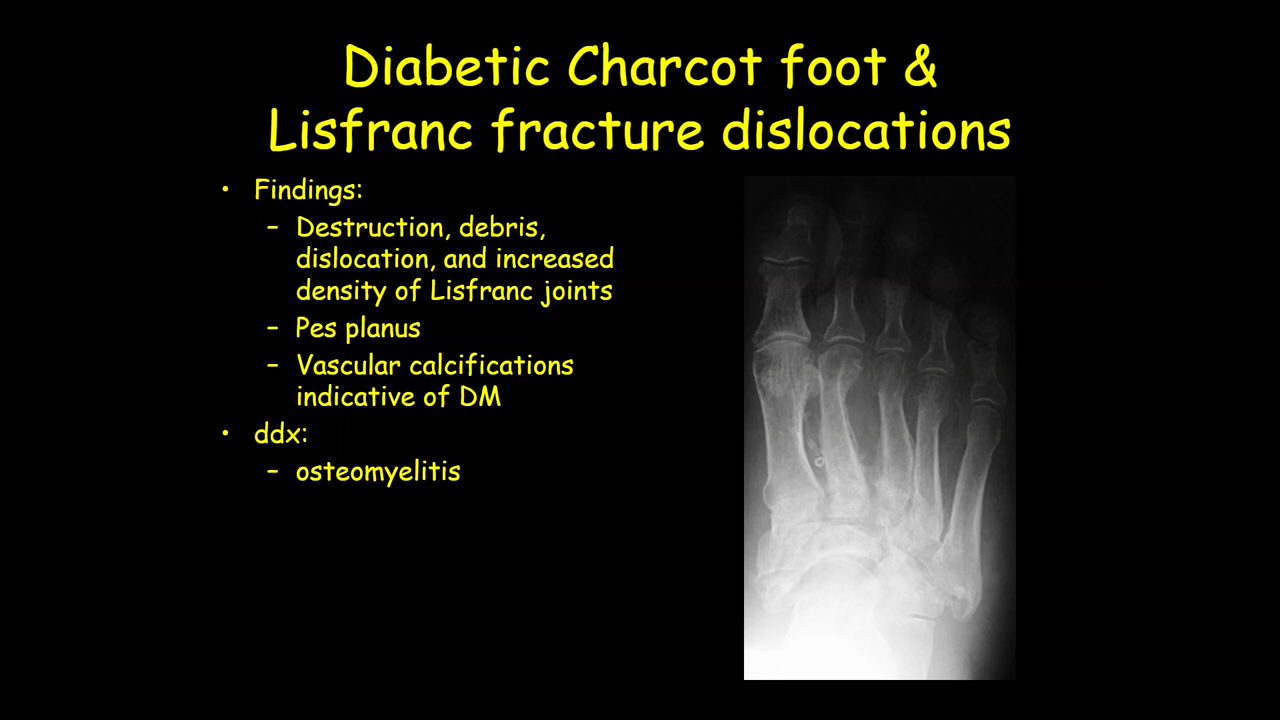 Diabetic Charcot foot &
Lisfranc fracture dislocations
• Findings:
– Destruction, debris,
dislocation, and increased
density of Lisfranc joints
– Pes planus
– Vascular calcifications
indicative of DM
• ddx:
– osteomyelitis